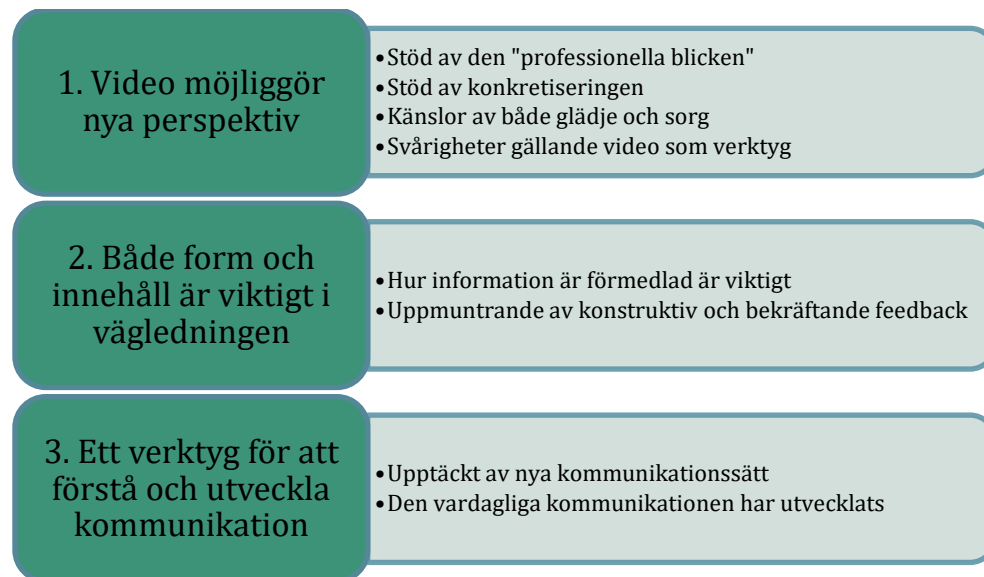 1. Video möjliggör
nya perspektiv
•Stöd av den "professionella blicken"
•Stöd av konkretiseringen
•Känslor av både glädje och sorg
•Svårigheter gällande video som verktyg
2. Både form och
innehåll är viktigt i
vägledningen
•Hur information är förmedlad är viktigt
•Uppmuntrande av konstruktiv och bekräftande feedback
3. Ett verktyg för att
förstå och utveckla
kommunikation
•Upptäckt av nya kommunikationssätt
•Den vardagliga kommunikationen har utvecklats